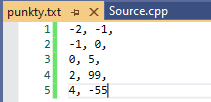 punkty.txt Source.cpp
1 -2, -1,
2 -1, 0,
3 0, 5,
4 2, 99,
5 4, -55